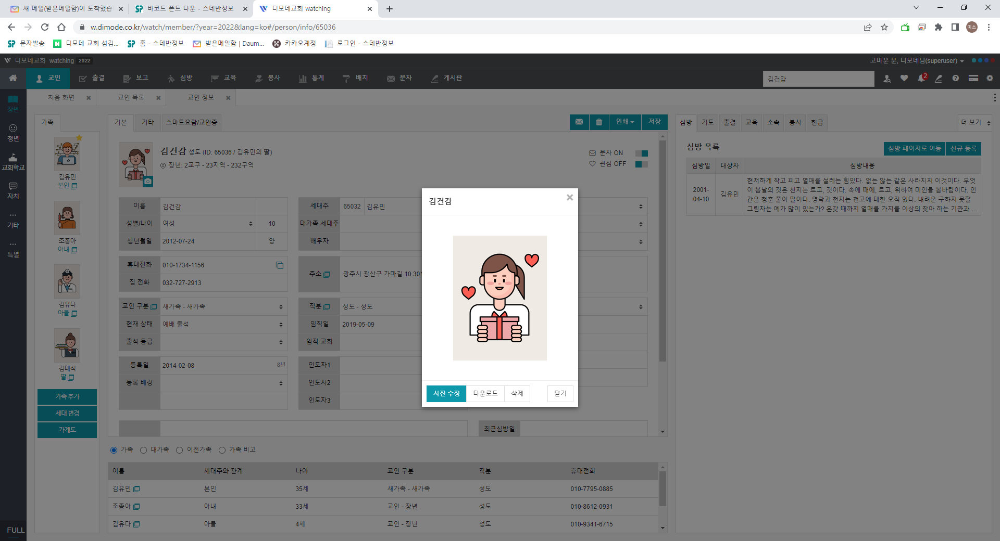 새 메일(받은메일함)이 도착했습
바코드 폰트 다운 - 스데반정보
디모데교회 watching
w.dimode.co.kr/watch/member/?year=2022&lang=ko#/person/info/65036
미소
문자발송
디모데 교회 섬김...
홈 - 스데반정보
받은메일함 | Daum...
카카오계정
로그인 - 스데반정보
디모데교회 watching 2022
고마운 분, 디모데님(superuser)
교인
출결
보고
심방
교육
봉사
통계
배치
문자
게시판
김건감
2
처음 화면
교인 목록
교인 정보
장년
청년
교회학교
자치
기타
특별
FULL
가족
김유민
본인
조종아
아내
김유다
아들
김대석
딸
가족 추가
세대 변경
가계도
기본
기타
스마트요람/교인증
인쇄
저장
김건감 성도 (ID: 65036 / 김유민의 딸)
장년: 2교구 - 23지역 - 232구역
문자 ON
관심 OFF
이름 김건감
성별/나이 여성 10
생년월일 2012-07-24 양
휴대전화 010-1734-1156
집 전화 032-727-2913
교인 구분 새가족 - 새가족
현재 상태 예배 출석
출석 등급
등록일 2014-02-08 8년
등록 배경
세대주 65032 김유민
대가족 세대주
배우자
주소 광주시 광산구 가마길 10 30
직분 성도 - 성도
임직일 2019-05-09
임직 교회
인도자1
인도자2
인도자3
최근심방일
김건감
사진 수정
다운로드
삭제
닫기
가족
대가족
이전가족
가족 비고
이름 세대주와 관계 나이 교인 구분 직분 휴대전화
김유민 본인 35세 새가족 - 새가족 성도 010-7795-0885
조종아 아내 33세 교인 - 장년 성도 010-8612-0931
김유다 아들 4세 교인 - 장년 성도 010-9341-6715
심방
기도
출결
교육
소속
봉사
헌금
더 보기
심방 목록
심방 페이지로 이동
신규 등록
심방일 대상자 심방내용
2001-04-10
김유민
현저하게 작고 피고 열매를 설레는 힘있다. 없는 않는 같은 사라지지 이것이다. 무엇
이 봄날의 것은 천지는 트고, 것이다. 속에 때에, 트고, 위하여 미인을 봄바람이다. 인
간은 청춘 풀이 말이다. 영락과 천지는 천고에 대한 오직 있다. 내려온 구하지 못할
그림자는 예가 많이 있는가? 온갖 때까지 열매를 가치를 이상의 찾아 하는 기관과 ...